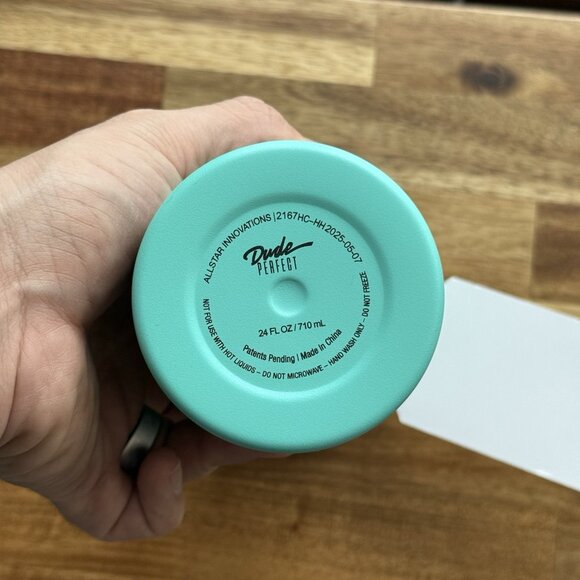 ALLSTAR INNOVATIONS | 2167HC-HH 2025-05-07
Dude
PERFECT
24 FL OZ / 710 mL
Patents Pending | Made in China
NOT FOR USE WITH HOT LIQUIDS – DO NOT MICROWAVE – HAND WASH ONLY – DO NOT FREEZE